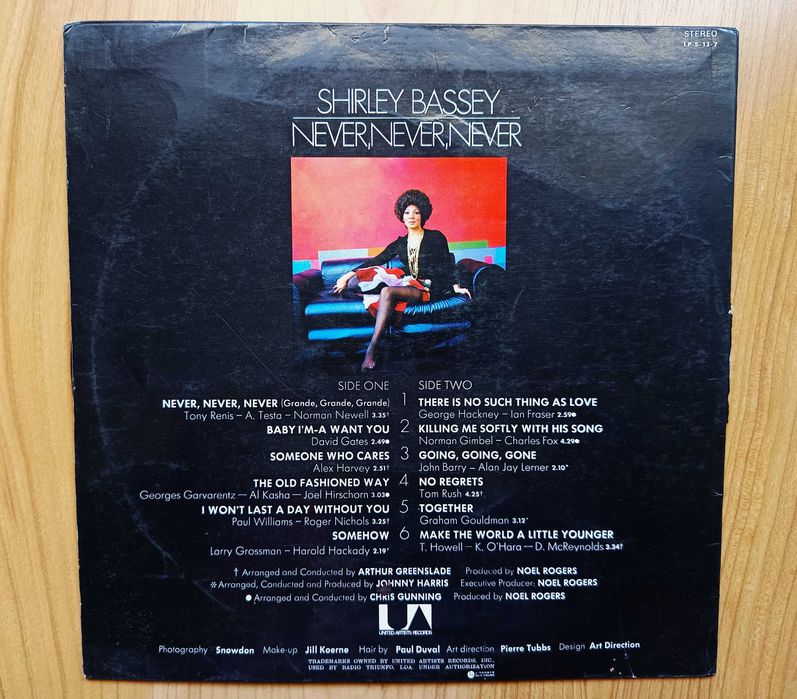 STEREO
LP-S-13-7
SHIRLEY BASSEY
NEVER, NEVER, NEVER
SIDE ONE
NEVER, NEVER, NEVER (Grande, Grande, Grande)
Tony Renis – A. Testa – Norman Newell 3.35†
BABY I'M-A WANT YOU
David Gates 2.49●
SOMEONE WHO CARES
Alex Harvey 2.51†
THE OLD FASHIONED WAY
Georges Garvarentz – Al Kasha – Joel Hirschorn 3.03●
I WON'T LAST A DAY WITHOUT YOU
Paul Williams – Roger Nichols 3.25†
SOMEHOW
Larry Grossman – Harold Hackady 2.19*
1
2
3
4
5
6
SIDE TWO
THERE IS NO SUCH THING AS LOVE
George Hackney – Ian Fraser 2.59●
KILLING ME SOFTLY WITH HIS SONG
Norman Gimbel – Charles Fox 4.29●
GOING, GOING, GONE
John Barry – Alan Jay Lerner 2.10*
NO REGRETS
Tom Rush 4.25†
TOGETHER
Graham Gouldman 3.12*
MAKE THE WORLD A LITTLE YOUNGER
T. Howell – K. O'Hara – D. McReynolds 3.34†
† Arranged and Conducted by ARTHUR GREENSLADE Produced by NOEL ROGERS
* Arranged, Conducted and Produced by JOHNNY HARRIS Executive Producer: NOEL ROGERS
● Arranged and Conducted by CHRIS GUNNING Produced by NOEL ROGERS
UA
UNITED ARTISTS RECORDS
Photography Snowdon Make-up Jill Koerne Hair by Paul Duval Art direction Pierre Tubbs Design Art Direction
TRADEMARKS OWNED BY UNITED ARTISTS RECORDS, INC.
USED BY RADIO TRIUNFO, LDA. UNDER AUTHORIZATION